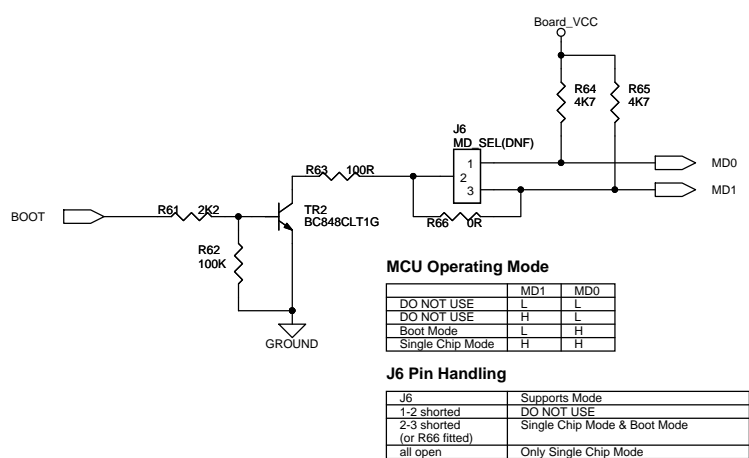 Board_VCC
R64
4K7
R65
4K7
J6
MD_SEL(DNF)
1
2
3
R63 100R
MD0
MD1
BOOT
R61 2K2
TR2
BC848CLT1G
R66 0R
R62
100K
GROUND
MCU Operating Mode
MD1 MD0
DO NOT USE L L
DO NOT USE H L
Boot Mode L H
Single Chip Mode H H
J6 Pin Handling
J6 Supports Mode
1-2 shorted DO NOT USE
2-3 shorted Single Chip Mode & Boot Mode
(or R66 fitted)
all open Only Single Chip Mode